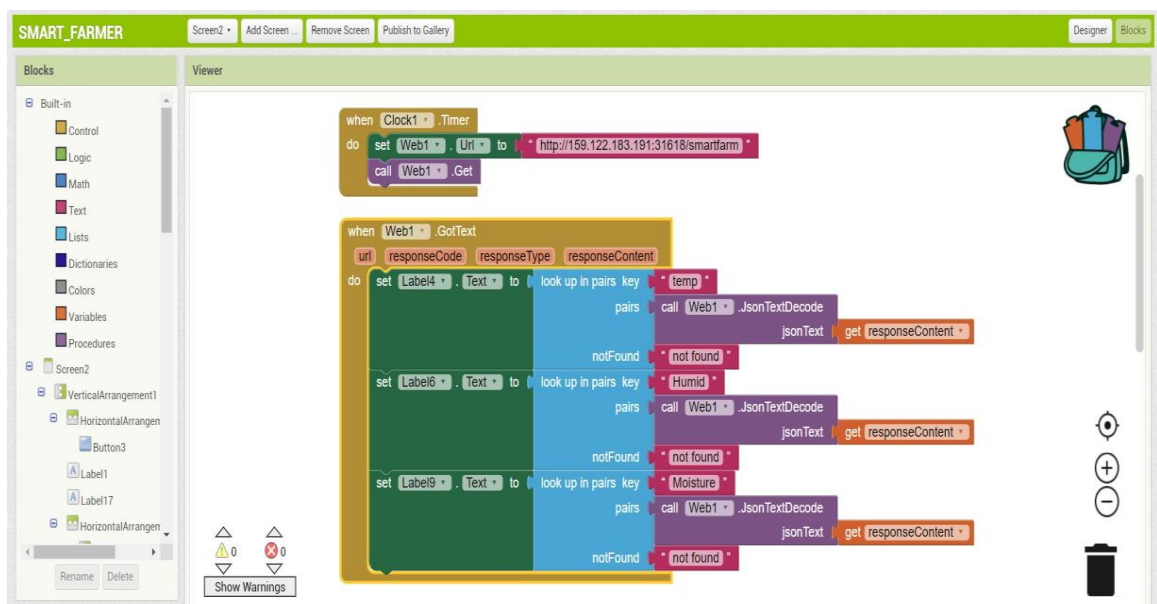 SMART_FARMER Screen2 Add Screen ... Remove Screen Publish to Gallery Designer Blocks
Blocks
Viewer
Built-in
Control
Logic
Math
Text
Lists
Dictionaries
Colors
Variables
Procedures
Screen2
VerticalArrangement1
HorizontalArrangen
Button3
Label1
Label17
HorizontalArrangen
Rename Delete
when Clock1 .Timer
do set Web1 . Url to " http://159.122.183.191:31618/smartfarm "
call Web1 .Get
when Web1 .GotText
url responseCode responseType responseContent
do set Label4 . Text to look up in pairs key " temp "
pairs call Web1 .JsonTextDecode
jsonText get responseContent
notFound " not found "
set Label6 . Text to look up in pairs key " Humid "
pairs call Web1 .JsonTextDecode
jsonText get responseContent
notFound " not found "
set Label9 . Text to look up in pairs key " Moisture "
pairs call Web1 .JsonTextDecode
jsonText get responseContent
notFound " not found "
0 0
Show Warnings